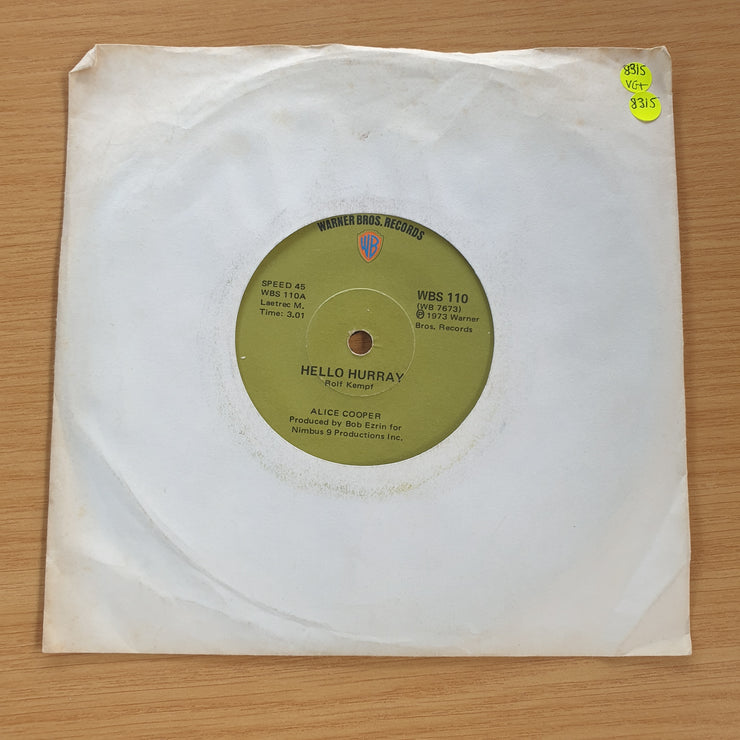 8315
VG+
8315
WARNER BROS. RECORDS
WB
SPEED 45
WBS 110A
Laetrec M.
Time: 3.01
WBS 110
(WB 7673)
℗ 1973 Warner
Bros. Records
HELLO HURRAY
Rolf Kempf
ALICE COOPER
Produced by Bob Ezrin for
Nimbus 9 Productions Inc.